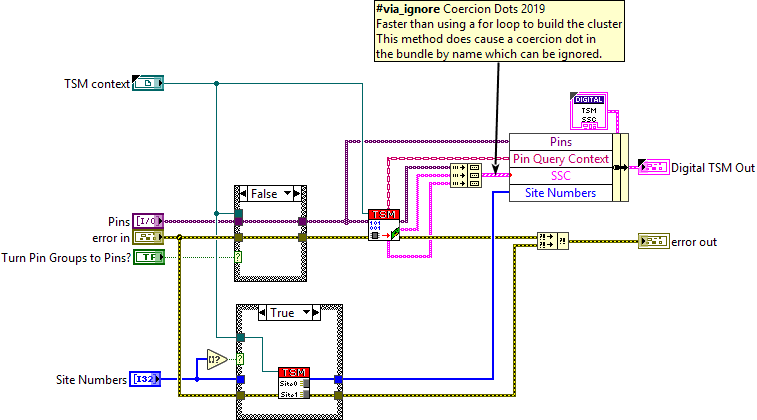 #via_ignore Coercion Dots 2019
Faster than using a for loop to build the cluster
This method does cause a coercion dot in
the bundle by name which can be ignored.
TSM context
DIGITAL
TSM
SSC
Pins
Pin Query Context
SSC
Site Numbers
Digital TSM Out
False
Pins
[I/O]
TSM
101
001
error in
error out
Turn Pin Groups to Pins?
TF
?
True
[]?
?
TSM
Site0
Site1
Site Numbers
[I32]